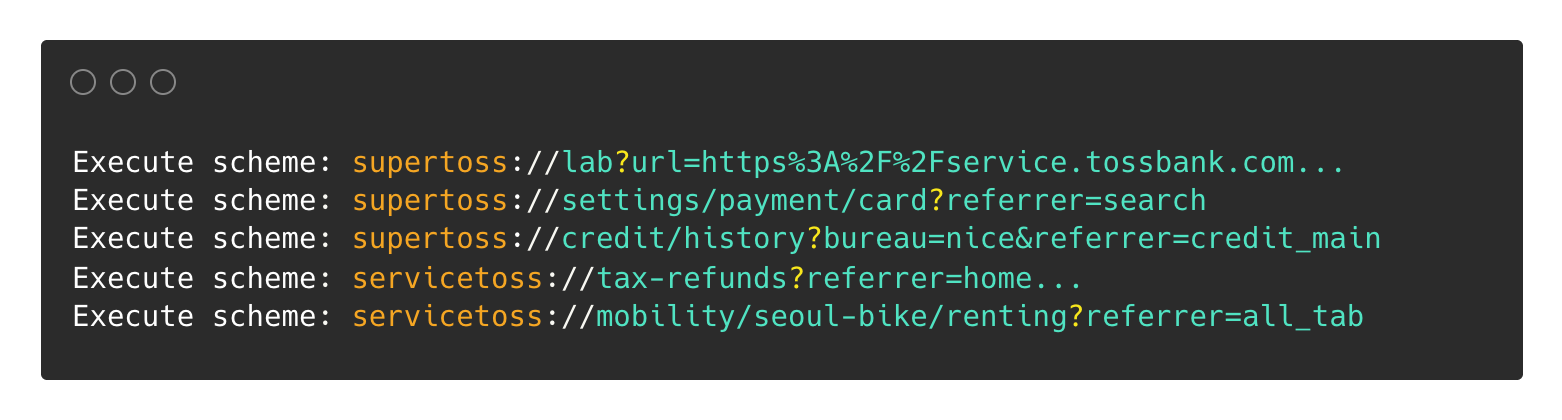 Execute scheme: supertoss://lab?url=https%3A%2F%2Fservice.tossbank.com...
Execute scheme: supertoss://settings/payment/card?referrer=search
Execute scheme: supertoss://credit/history?bureau=nice&referrer=credit_main
Execute scheme: servicetoss://tax-refunds?referrer=home...
Execute scheme: servicetoss://mobility/seoul-bike/renting?referrer=all_tab